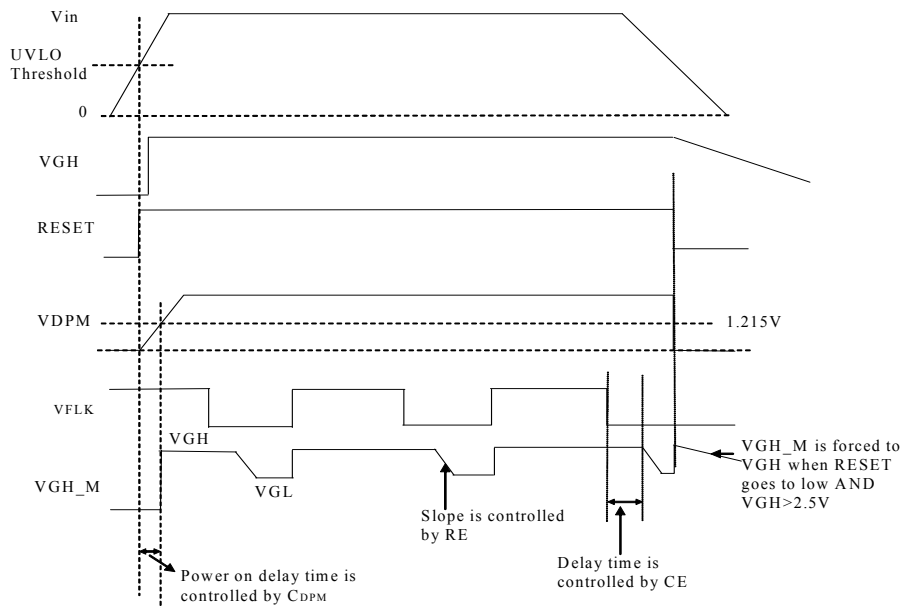 Vin
UVLO
Threshold
0
VGH
RESET
VDPM
1.215V
VFLK
VGH
VGL
VGH_M
Slope is controlled
by RE
Delay time is
controlled by CE
VGH_M is forced to
VGH when RESET
goes to low AND
VGH>2.5V
Power on delay time is
controlled by CDPM